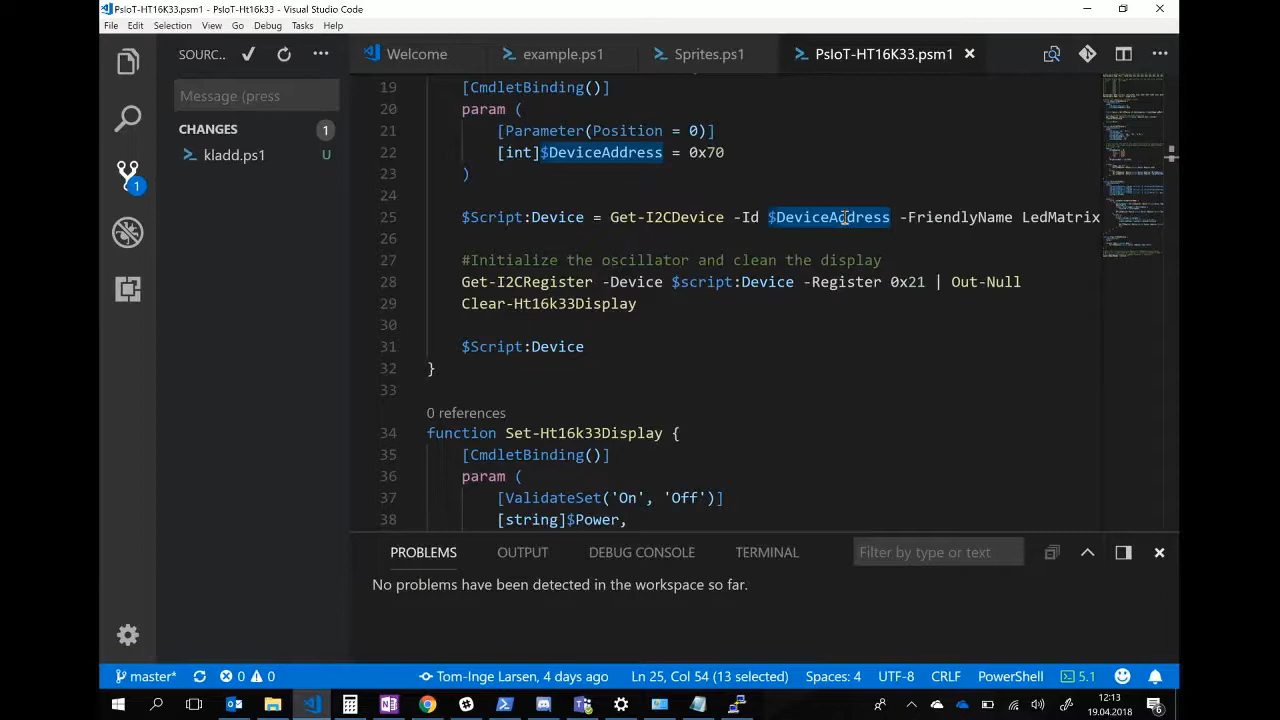 PsIoT-HT16K33.psm1 - PsIoT-Ht16K33 - Visual Studio Code
File Edit Selection View Go Debug Tasks Help
SOURC...
Welcome
example.ps1
Sprites.ps1
PsIoT-HT16K33.psm1
Message (press
CHANGES 1
kladd.ps1 U
1
19 [CmdletBinding()]
20 param (
21 [Parameter(Position = 0)]
22 [int]$DeviceAddress = 0x70
23 )
24
25 $Script:Device = Get-I2CDevice -Id $DeviceAddress -FriendlyName LedMatrix
26
27 #Initialize the oscillator and clean the display
28 Get-I2CRegister -Device $script:Device -Register 0x21 | Out-Null
29 Clear-Ht16k33Display
30
31 $Script:Device
32 }
33
0 references
34 function Set-Ht16k33Display {
35 [CmdletBinding()]
36 param (
37 [ValidateSet('On', 'Off')]
38 [string]$Power,
PROBLEMS OUTPUT DEBUG CONSOLE TERMINAL Filter by type or text
No problems have been detected in the workspace so far.
master* 0 0 Tom-Inge Larsen, 4 days ago Ln 25, Col 54 (13 selected) Spaces: 4 UTF-8 CRLF PowerShell 5.1
12:13
19.04.2018
6